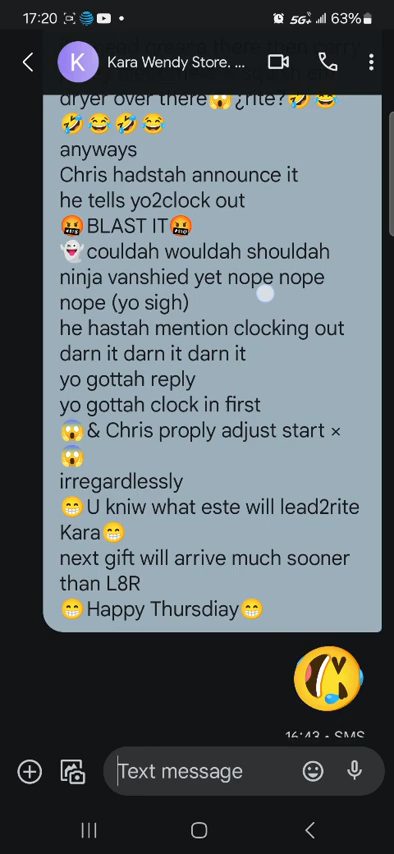 17:20 5G 63%
K Kara Wendy Store. ...
dryer over there😱¿rite?🤣😂
🤣😂🤣😂
anyways
Chris hadstah announce it
he tells yo2clock out
🤬BLAST IT🤬
👻couldah wouldah shouldah
ninja vanshied yet nope nope
nope (yo sigh)
he hastah mention clocking out
darn it darn it darn it
yo gottah reply
yo gottah clock in first
😱& Chris proply adjust start ×
😱
irregardlessly
😁U kniw what este will lead2rite
Kara😁
next gift will arrive much sooner
than L8R
😁Happy Thursdiay😁
16:43 • SMS
Text message